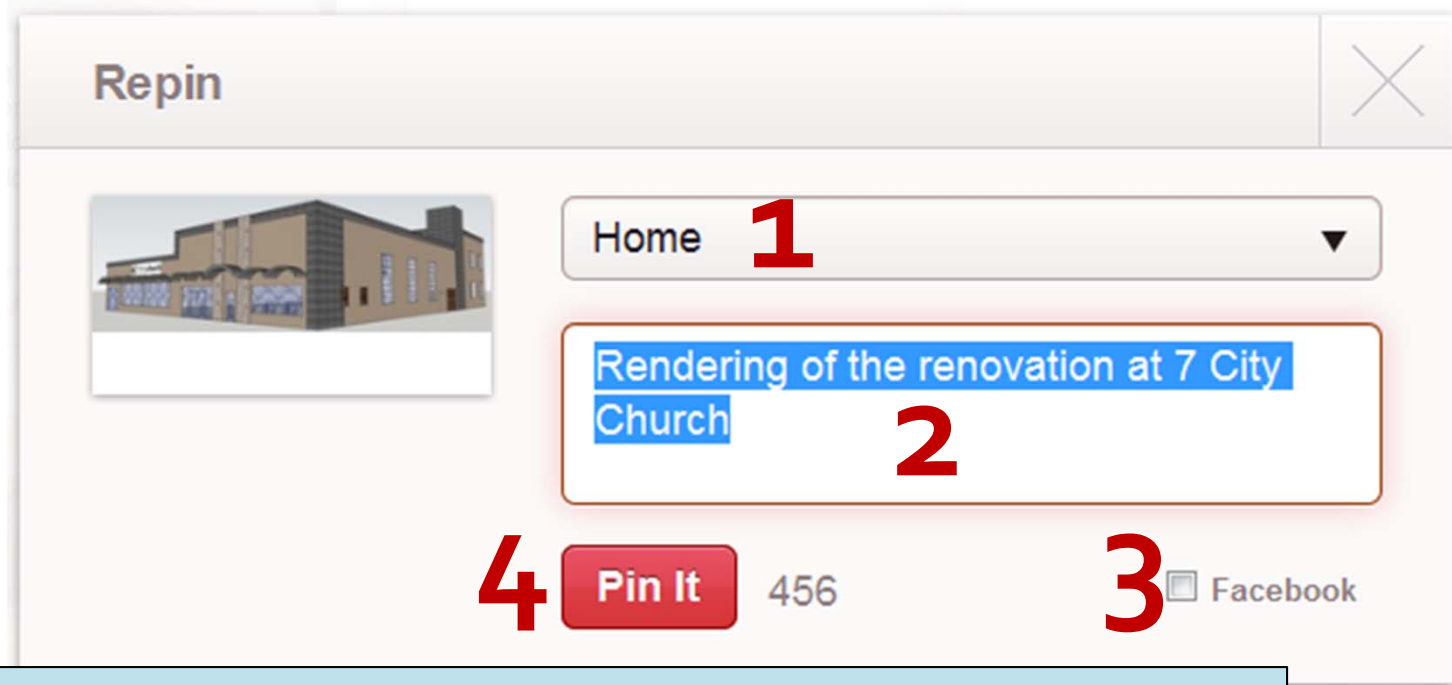 Repin
Home
1
Rendering of the renovation at 7 City
Church
2
4
Pin It
456
3
Facebook